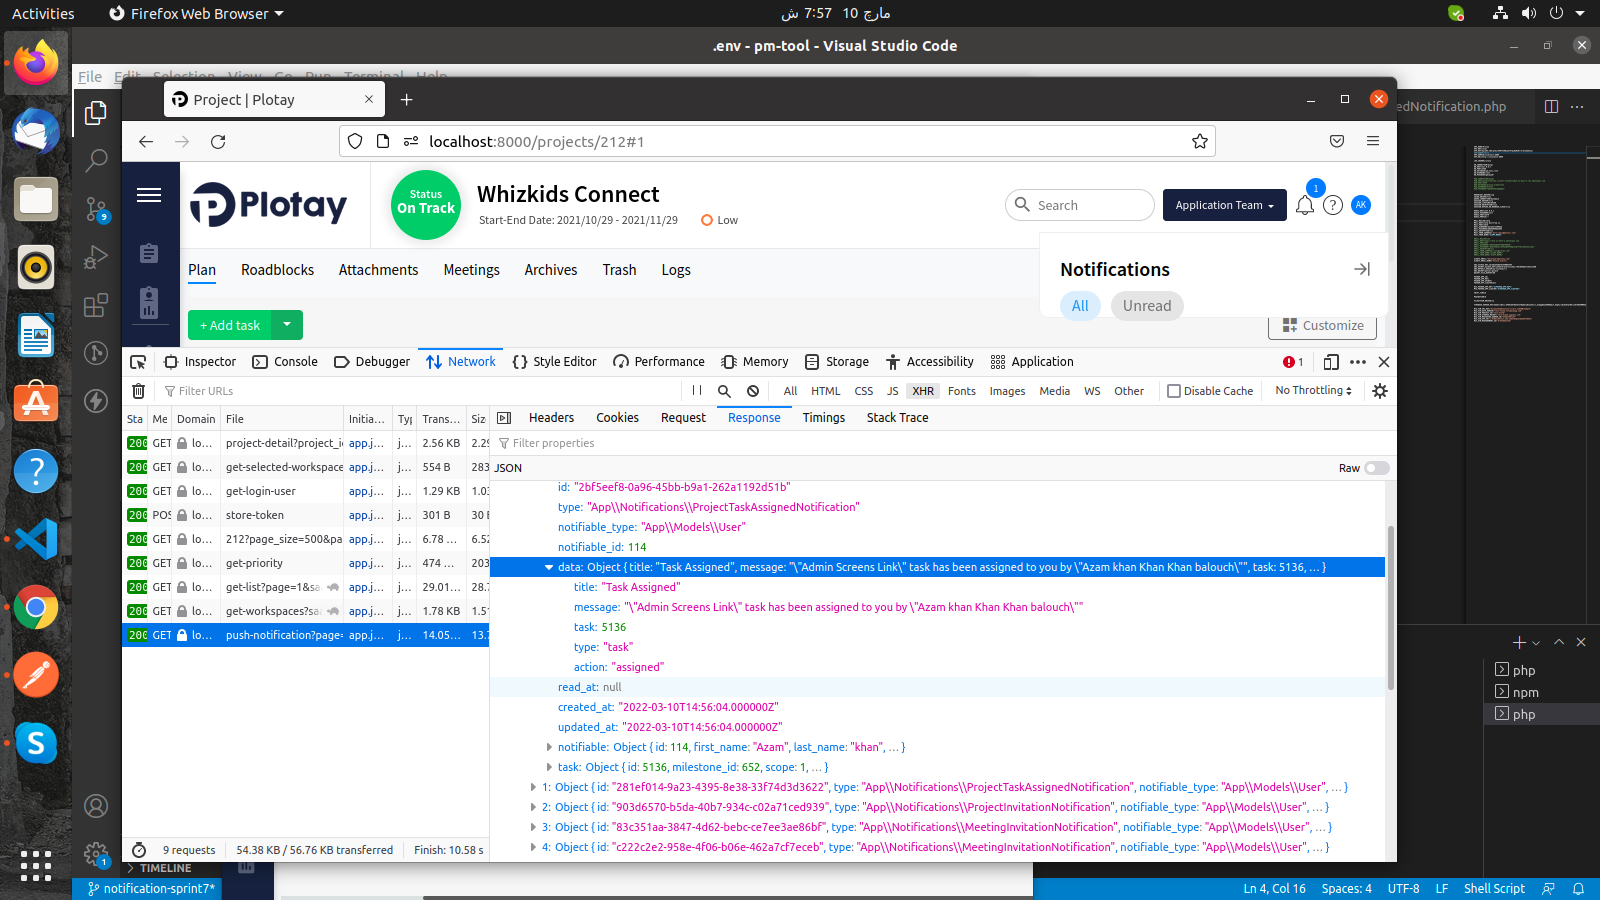 Activities
Firefox Web Browser
مارچ 10  7:57 ش
.env - pm-tool - Visual Studio Code
File Edit Selection View Go Run Terminal Help
Project | Plotay
edNotification.php
localhost:8000/projects/212#1
Plotay
Status
On Track
Whizkids Connect
Start-End Date: 2021/10/29 - 2021/11/29
Low
Search
Application Team
1
?
AK
Plan
Roadblocks
Attachments
Meetings
Archives
Trash
Logs
Notifications
All
Unread
+ Add task
Customize
Inspector
Console
Debugger
Network
Style Editor
Performance
Memory
Storage
Accessibility
Application
1
Filter URLs
All HTML CSS JS XHR Fonts Images Media WS Other
Disable Cache
No Throttling
Sta Me Domain File Initia... Typ Trans... Size
Headers Cookies Request Response Timings Stack Trace
200 GET lo... project-detail?project_i app.j... j... 2.56 KB 2.29
200 GET lo... get-selected-workspace app.j... j... 554 B 283
200 GET lo... get-login-user app.j... j... 1.29 KB 1.03
200 POS lo... store-token app.j... j... 301 B 30 B
200 GET lo... 212?page_size=500&pa app.j... j... 6.78 ... 6.52
200 GET lo... get-priority app.j... j... 474 ... 203
200 GET lo... get-list?page=1&sa app.j... j... 29.01... 28.7
200 GET lo... get-workspaces?sa app.j... j... 1.78 KB 1.51
200 GET lo... push-notification?page= app.j... j... 14.05... 13.7
Filter properties
JSON
Raw
id: "2bf5eef8-0a96-45bb-b9a1-262a1192d51b"
type: "App\\Notifications\\ProjectTaskAssignedNotification"
notifiable_type: "App\\Models\\User"
notifiable_id: 114
data: Object { title: "Task Assigned", message: "\"Admin Screens Link\" task has been assigned to you by \"Azam khan Khan Khan balouch\"", task: 5136, ... }
title: "Task Assigned"
message: "\"Admin Screens Link\" task has been assigned to you by \"Azam khan Khan Khan balouch\""
task: 5136
type: "task"
action: "assigned"
read_at: null
created_at: "2022-03-10T14:56:04.000000Z"
updated_at: "2022-03-10T14:56:04.000000Z"
notifiable: Object { id: 114, first_name: "Azam", last_name: "khan", ... }
task: Object { id: 5136, milestone_id: 652, scope: 1, ... }
1: Object { id: "281ef014-9a23-4395-8e38-33f74d3d3622", type: "App\\Notifications\\ProjectTaskAssignedNotification", notifiable_type: "App\\Models\\User", ... }
2: Object { id: "903d6570-b5da-40b7-934c-c02a71ced939", type: "App\\Notifications\\ProjectInvitationNotification", notifiable_type: "App\\Models\\User", ... }
3: Object { id: "83c351aa-3847-4d62-bebc-ce7ee3ae86bf", type: "App\\Notifications\\MeetingInvitationNotification", notifiable_type: "App\\Models\\User", ... }
4: Object { id: "c222c2e2-958e-4f06-b06e-462a7cf7eceb", type: "App\\Notifications\\MeetingInvitationNotification", notifiable_type: "App\\Models\\User", ... }
9 requests
54.38 KB / 56.76 KB transferred
Finish: 10.58 s
php
npm
php
9
1
TIMELINE
notification-sprint7*
Ln 4, Col 16
Spaces: 4
UTF-8
LF
Shell Script